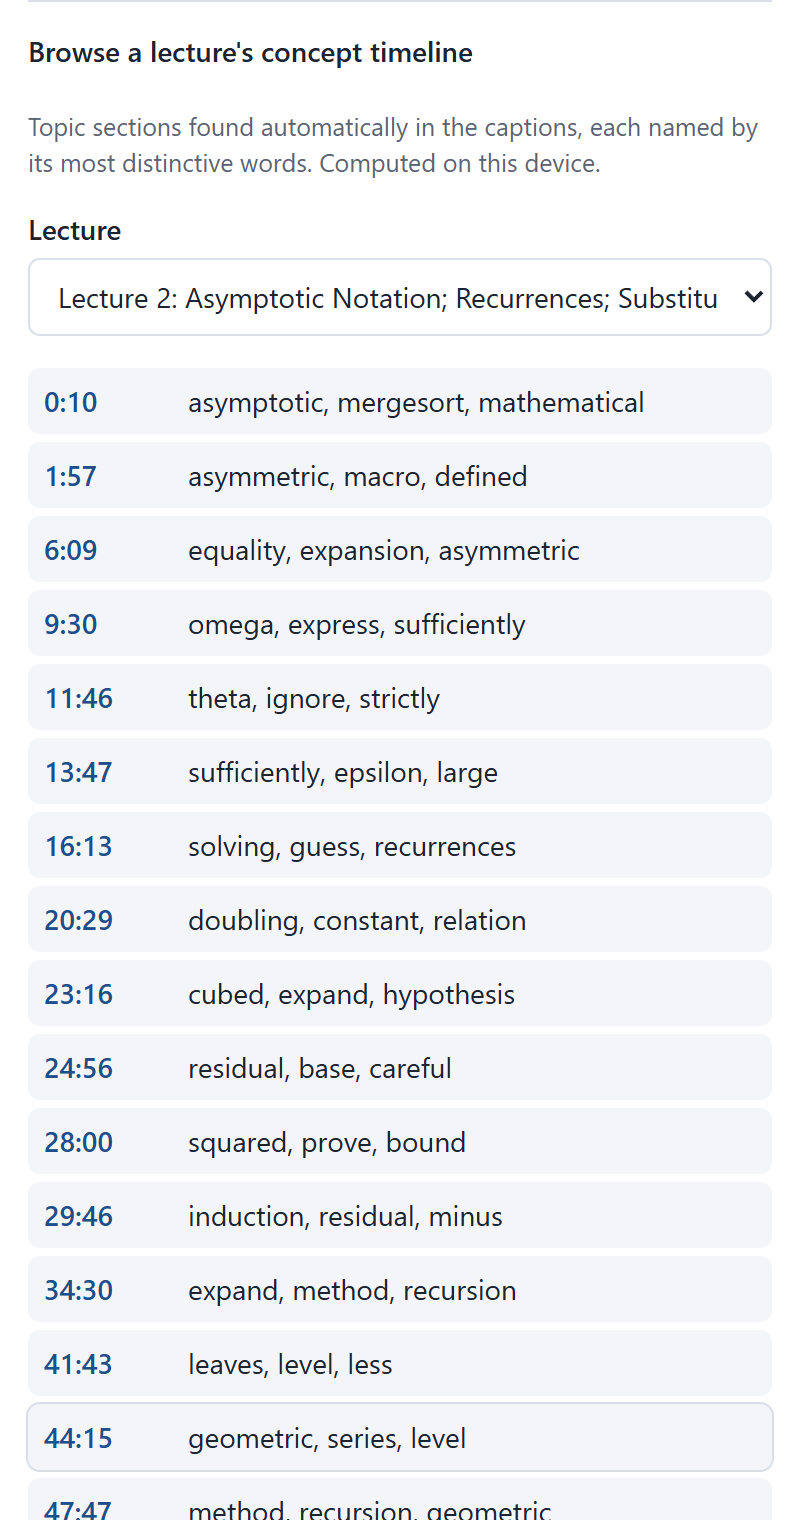 Browse a lecture's concept timeline
Topic sections found automatically in the captions, each named by
its most distinctive words. Computed on this device.
Lecture
Lecture 2: Asymptotic Notation; Recurrences; Substitu
0:10 asymptotic, mergesort, mathematical
1:57 asymmetric, macro, defined
6:09 equality, expansion, asymmetric
9:30 omega, express, sufficiently
11:46 theta, ignore, strictly
13:47 sufficiently, epsilon, large
16:13 solving, guess, recurrences
20:29 doubling, constant, relation
23:16 cubed, expand, hypothesis
24:56 residual, base, careful
28:00 squared, prove, bound
29:46 induction, residual, minus
34:30 expand, method, recursion
41:43 leaves, level, less
44:15 geometric, series, level
47:47 method, recursion, geometric